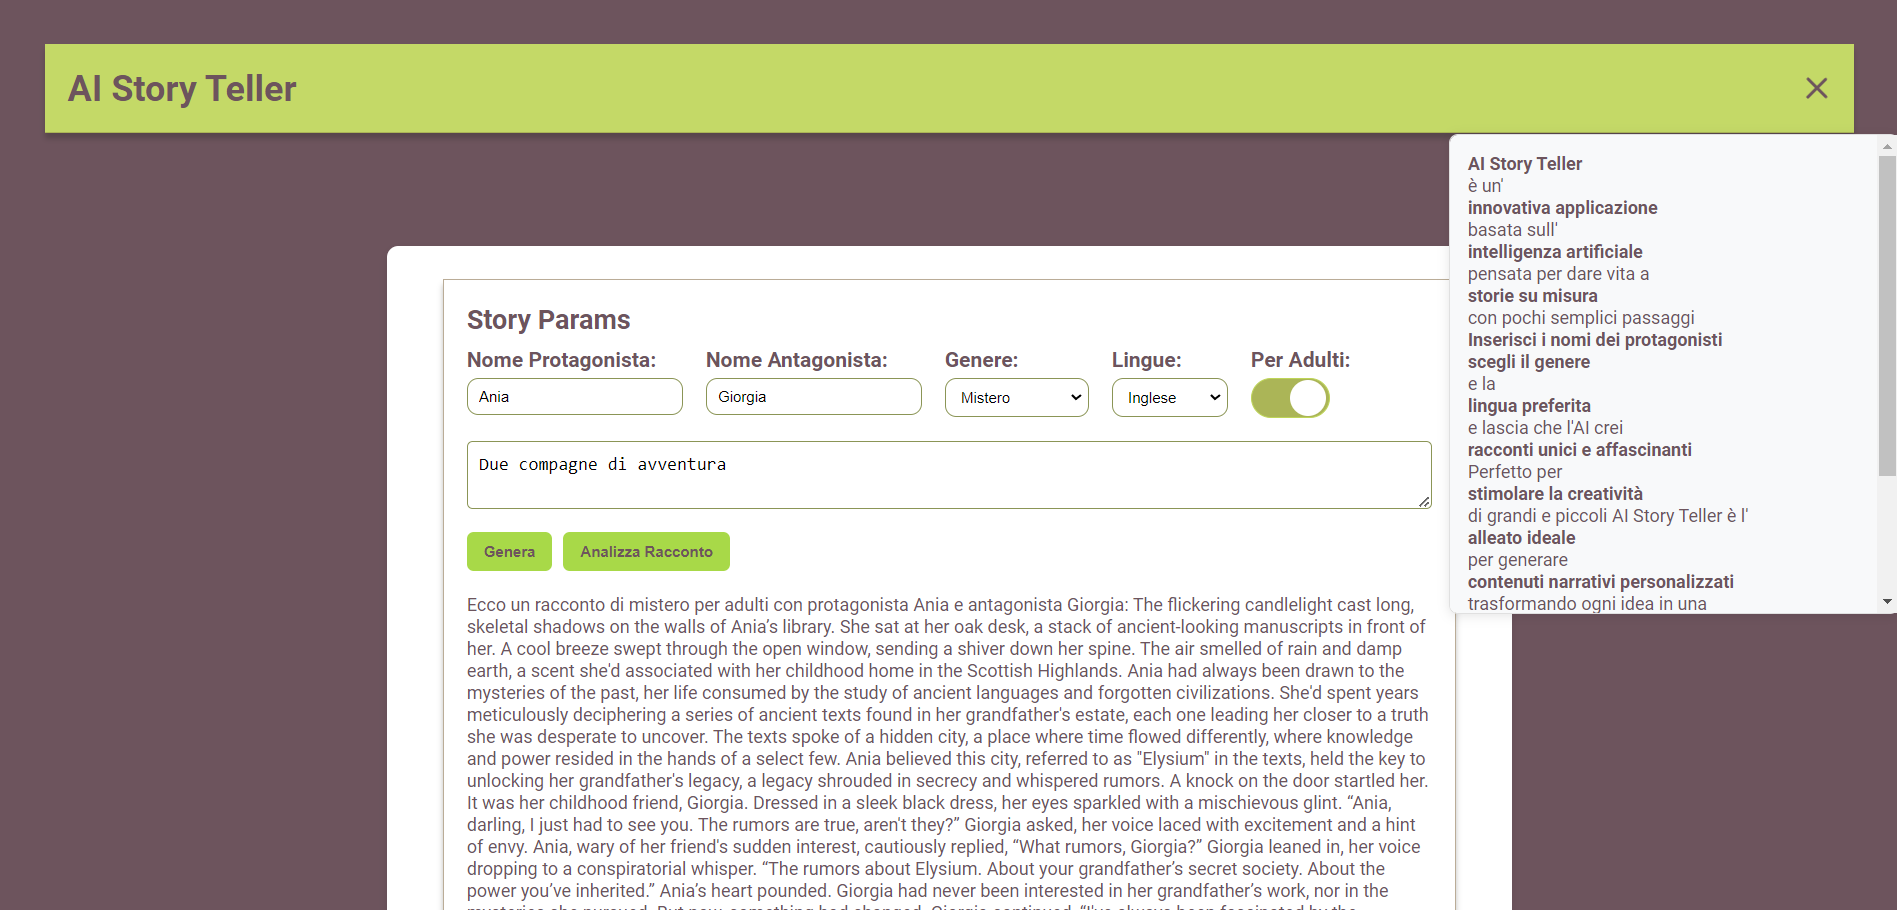 AI Story Teller
AI Story Teller
è un'
innovativa applicazione
basata sull'
intelligenza artificiale
pensata per dare vita a
storie su misura
con pochi semplici passaggi
Inserisci i nomi dei protagonisti
scegli il genere
e la
lingua preferita
e lascia che l'AI crei
racconti unici e affascinanti
Perfetto per
stimolare la creatività
di grandi e piccoli AI Story Teller è l'
alleato ideale
per generare
contenuti narrativi personalizzati
trasformando ogni idea in una
Story Params
Nome Protagonista: Nome Antagonista: Genere: Lingue: Per Adulti:
Ania Giorgia Mistero Inglese
Due compagne di avventura
Genera Analizza Racconto
Ecco un racconto di mistero per adulti con protagonista Ania e antagonista Giorgia: The flickering candlelight cast long,
skeletal shadows on the walls of Ania’s library. She sat at her oak desk, a stack of ancient-looking manuscripts in front of
her. A cool breeze swept through the open window, sending a shiver down her spine. The air smelled of rain and damp
earth, a scent she'd associated with her childhood home in the Scottish Highlands. Ania had always been drawn to the
mysteries of the past, her life consumed by the study of ancient languages and forgotten civilizations. She'd spent years
meticulously deciphering a series of ancient texts found in her grandfather's estate, each one leading her closer to a truth
she was desperate to uncover. The texts spoke of a hidden city, a place where time flowed differently, where knowledge
and power resided in the hands of a select few. Ania believed this city, referred to as "Elysium" in the texts, held the key to
unlocking her grandfather's legacy, a legacy shrouded in secrecy and whispered rumors. A knock on the door startled her.
It was her childhood friend, Giorgia. Dressed in a sleek black dress, her eyes sparkled with a mischievous glint. “Ania,
darling, I just had to see you. The rumors are true, aren't they?” Giorgia asked, her voice laced with excitement and a hint
of envy. Ania, wary of her friend's sudden interest, cautiously replied, “What rumors, Giorgia?” Giorgia leaned in, her voice
dropping to a conspiratorial whisper. “The rumors about Elysium. About your grandfather’s secret society. About the
power you’ve inherited.” Ania’s heart pounded. Giorgia had never been interested in her grandfather’s work, nor in the